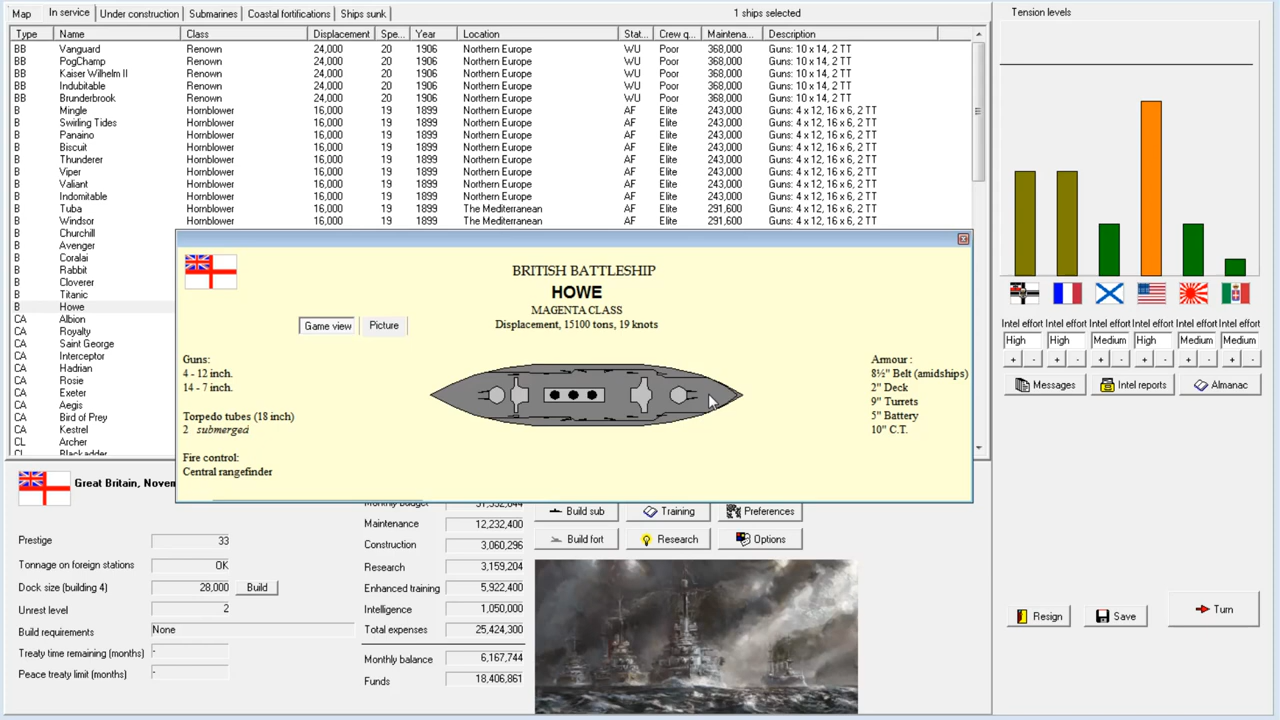 Map In service Under construction Submarines Coastal fortifications Ships sunk 1 ships selected
Type Name Class Displacement Spe... Year Location Stat... Crew q... Maintena... Description
BB Vanguard Renown 24,000 20 1906 Northern Europe WU Poor 368,000 Guns: 10 x 14, 2 TT
BB PogChamp Renown 24,000 20 1906 Northern Europe WU Poor 368,000 Guns: 10 x 14, 2 TT
BB Kaiser Wilhelm II Renown 24,000 20 1906 Northern Europe WU Poor 368,000 Guns: 10 x 14, 2 TT
BB Indubitable Renown 24,000 20 1906 Northern Europe WU Poor 368,000 Guns: 10 x 14, 2 TT
BB Brunderbrook Renown 24,000 20 1906 Northern Europe WU Poor 368,000 Guns: 10 x 14, 2 TT
B Mingle Hornblower 16,000 19 1899 Northern Europe AF Elite 243,000 Guns: 4 x 12, 16 x 6, 2 TT
B Swirling Tides Hornblower 16,000 19 1899 Northern Europe AF Elite 243,000 Guns: 4 x 12, 16 x 6, 2 TT
B Panaino Hornblower 16,000 19 1899 Northern Europe AF Elite 243,000 Guns: 4 x 12, 16 x 6, 2 TT
B Biscuit Hornblower 16,000 19 1899 Northern Europe AF Elite 243,000 Guns: 4 x 12, 16 x 6, 2 TT
B Thunderer Hornblower 16,000 19 1899 Northern Europe AF Elite 243,000 Guns: 4 x 12, 16 x 6, 2 TT
B Viper Hornblower 16,000 19 1899 Northern Europe AF Elite 243,000 Guns: 4 x 12, 16 x 6, 2 TT
B Valiant Hornblower 16,000 19 1899 Northern Europe AF Elite 243,000 Guns: 4 x 12, 16 x 6, 2 TT
B Indomitable Hornblower 16,000 19 1899 Northern Europe AF Elite 243,000 Guns: 4 x 12, 16 x 6, 2 TT
B Tuba Hornblower 16,000 19 1899 The Mediterranean AF Elite 291,600 Guns: 4 x 12, 16 x 6, 2 TT
B Windsor Hornblower 16,000 19 1899 The Mediterranean AF Elite 291,600 Guns: 4 x 12, 16 x 6, 2 TT
B Churchill
B Avenger
B Coralai
B Rabbit
B Cloverer
B Titanic
B Howe
CA Albion
CA Royalty
CA Saint George
CA Interceptor
CA Hadrian
CA Rosie
CA Exeter
CA Aegis
CA Bird of Prey
CA Kestrel
CL Archer
CL Blackadder
BRITISH BATTLESHIP
HOWE
MAGENTA CLASS
Displacement, 15100 tons, 19 knots
Game view Picture
Guns:
4 - 12 inch.
14 - 7 inch.
Torpedo tubes (18 inch)
2 submerged
Fire control:
Central rangefinder
Armour :
8½" Belt (amidships)
2" Deck
9" Turrets
5" Battery
10" C.T.
Tension levels
Intel effort Intel effort Intel effort Intel effort Intel effort Intel effort
High High Medium High Medium Medium
+ - + - + - + - + - + -
Messages Intel reports Almanac
Great Britain, Novem
Prestige 33
Tonnage on foreign stations OK
Dock size (building 4) 28,000 Build
Unrest level 2
Build requirements None
Treaty time remaining (months) -
Peace treaty limit (months) -
Monthly budget 31,592,044
Maintenance 12,232,400
Construction 3,060,296
Research 3,159,204
Enhanced training 5,922,400
Intelligence 1,050,000
Total expenses 25,424,300
Monthly balance 6,167,744
Funds 18,406,861
Build sub Training Preferences
Build fort Research Options
Resign Save Turn